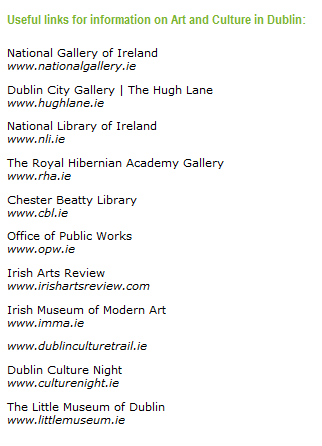 Useful links for information on Art and Culture in Dublin:
National Gallery of Ireland
www.nationalgallery.ie
Dublin City Gallery | The Hugh Lane
www.hughlane.ie
National Library of Ireland
www.nli.ie
The Royal Hibernian Academy Gallery
www.rha.ie
Chester Beatty Library
www.cbl.ie
Office of Public Works
www.opw.ie
Irish Arts Review
www.irishartsreview.com
Irish Museum of Modern Art
www.imma.ie
www.dublinculturetrail.ie
Dublin Culture Night
www.culturenight.ie
The Little Museum of Dublin
www.littlemuseum.ie